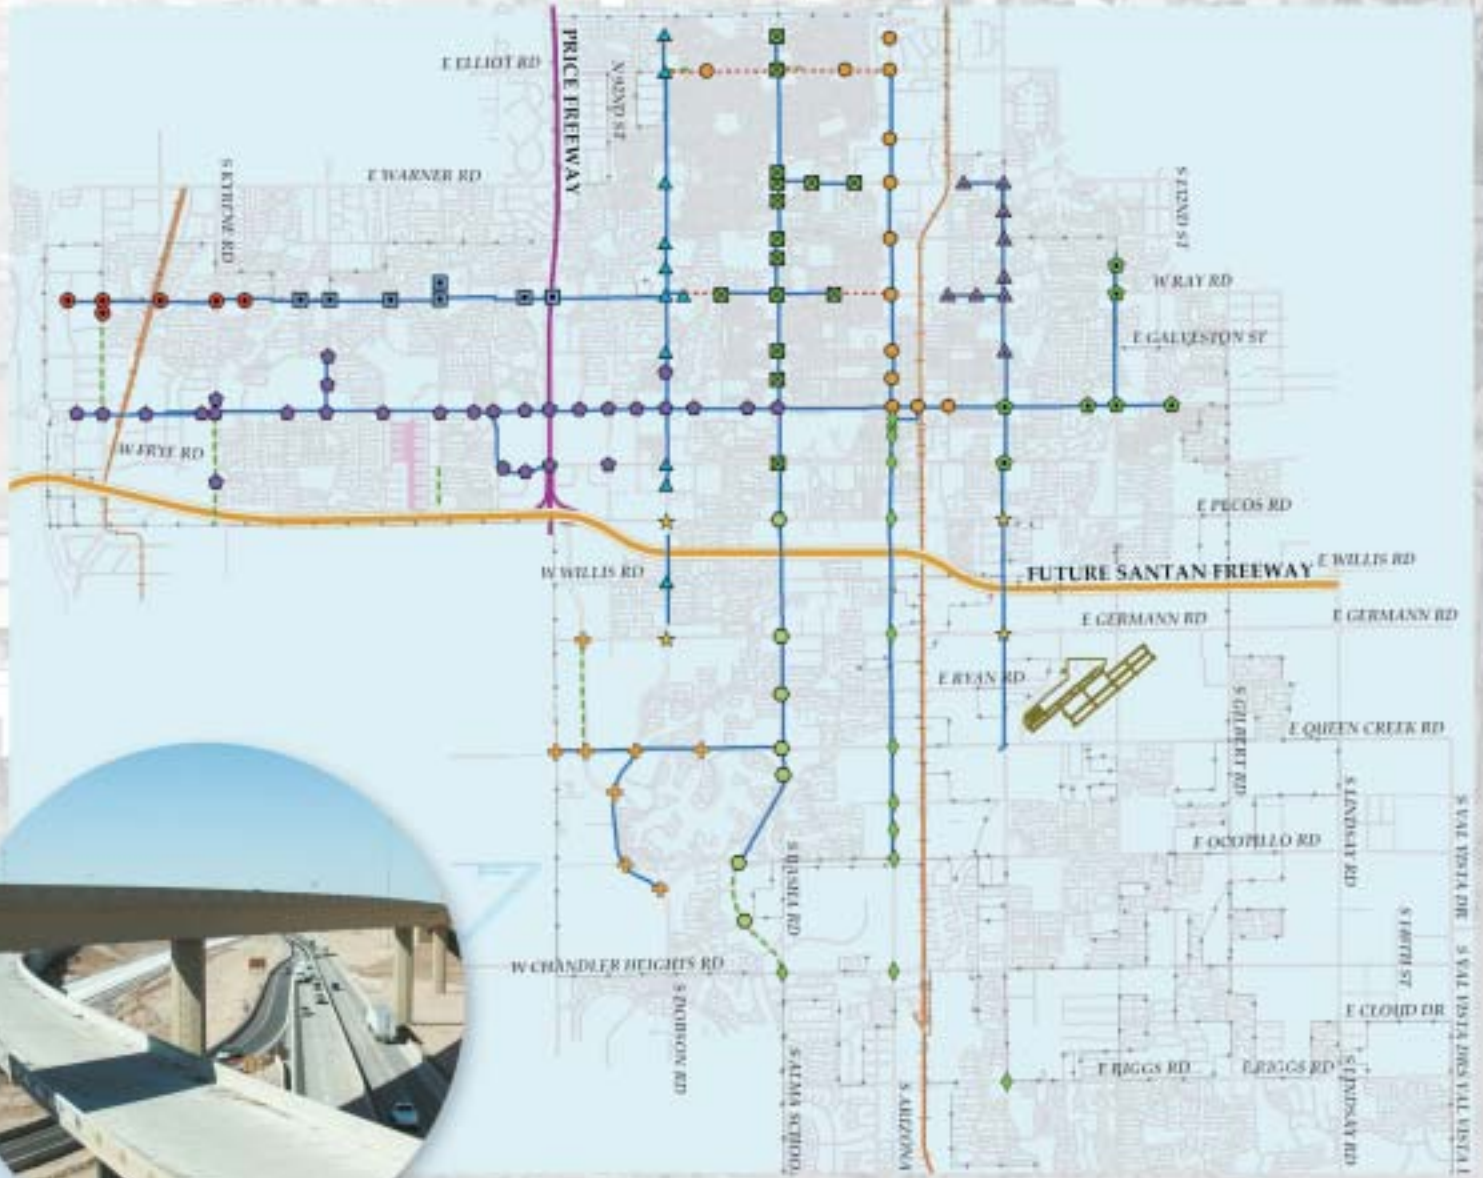 E ELLIOT RD
PRICE FREEWAY
N 92ND ST
E WARNER RD
S KYRENE RD
S 132ND ST
W RAY RD
E GALVESTON ST
W FRYE RD
E PECOS RD
W WILLIS RD
E WILLIS RD
FUTURE SANTAN FREEWAY
E GERMANN RD
E GERMANN RD
E RYAN RD
S GILBERT RD
E QUEEN CREEK RD
S LINDSAY RD
S VAL VISTA DR
E OCOTILLO RD
RD
W CHANDLER HEIGHTS RD
S DOBSON RD
E CLOUD DR
E RIGGS RD
E RIGGS RD
S ALMA SCHOOL
S ARIZONA
S LINDSAY RD
S VAL VISTA DR
S VAL VISTA